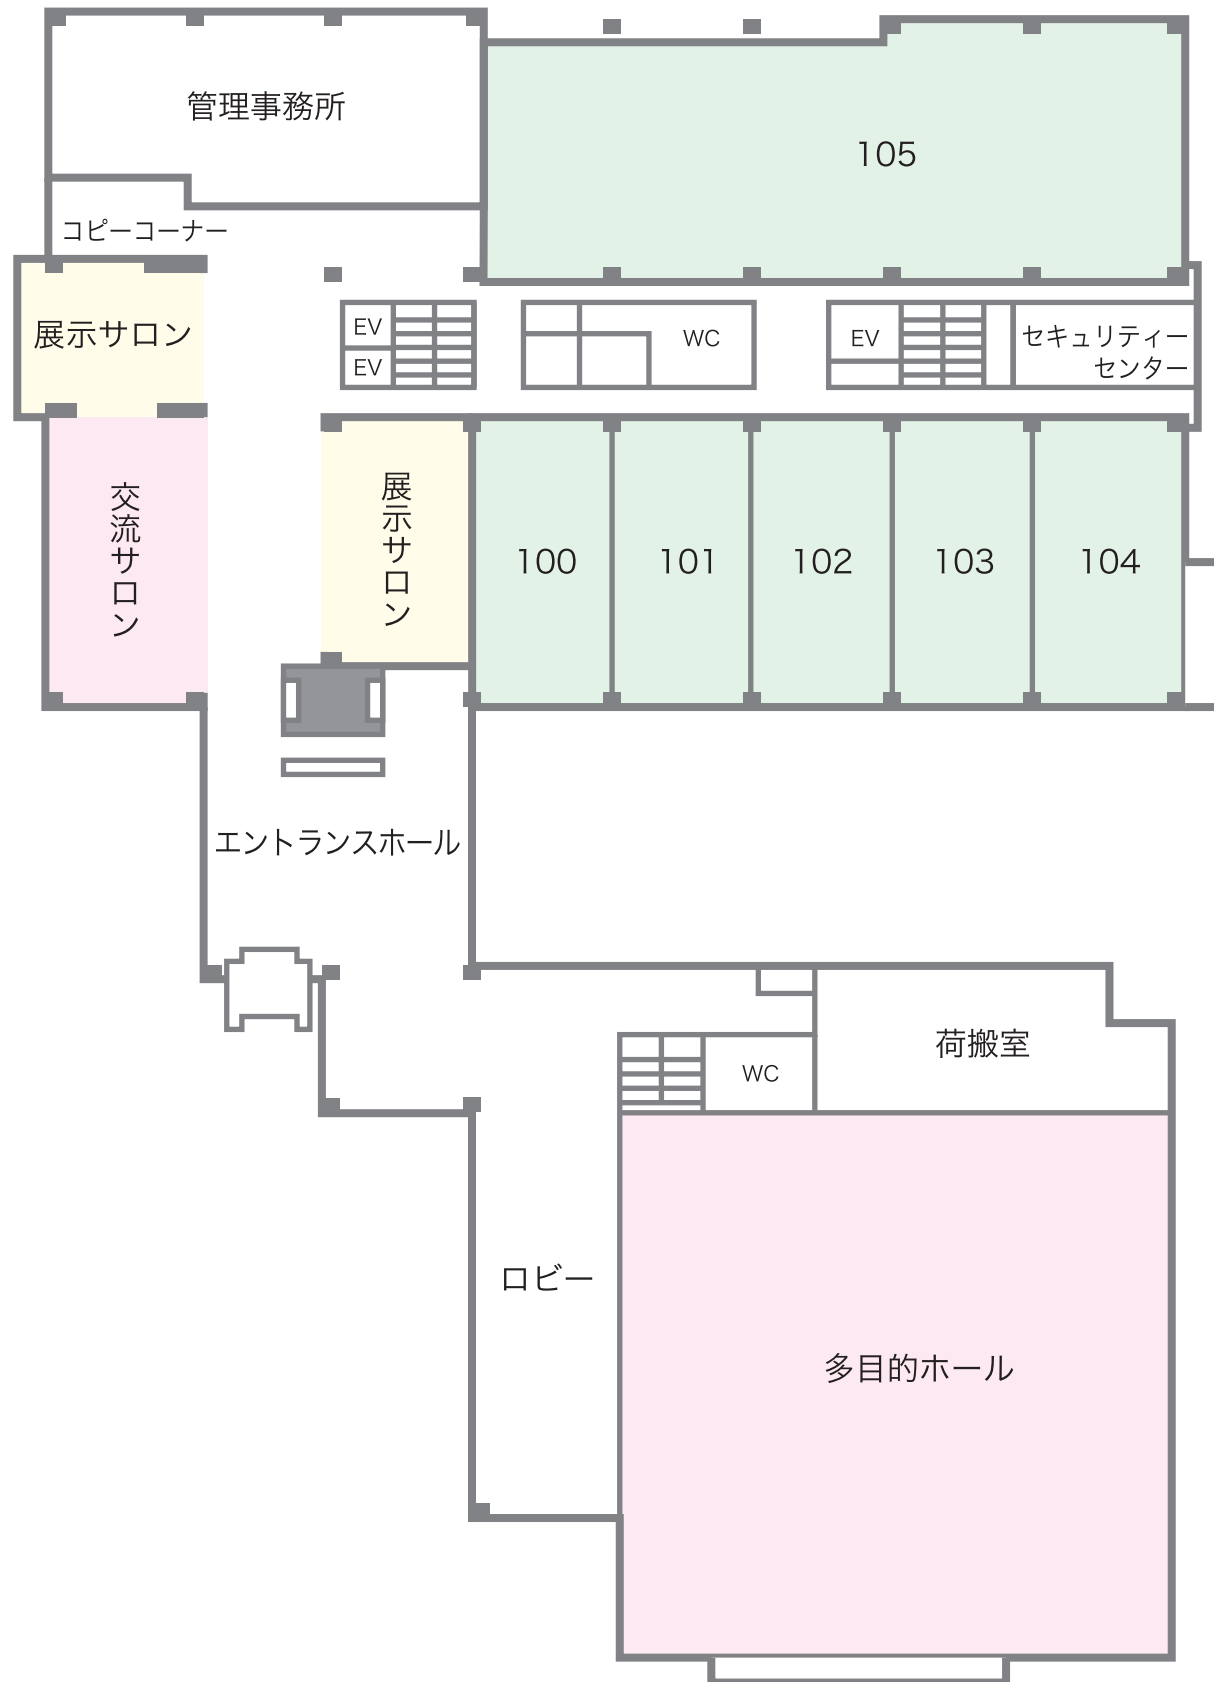 管理事務所
105
コピーコーナー
展示サロン
EV
EV
WC
EV
セキュリティー
センター
交流サロン
展示サロン
100
101
102
103
104
エントランスホール
荷搬室
WC
ロビー
多目的ホール